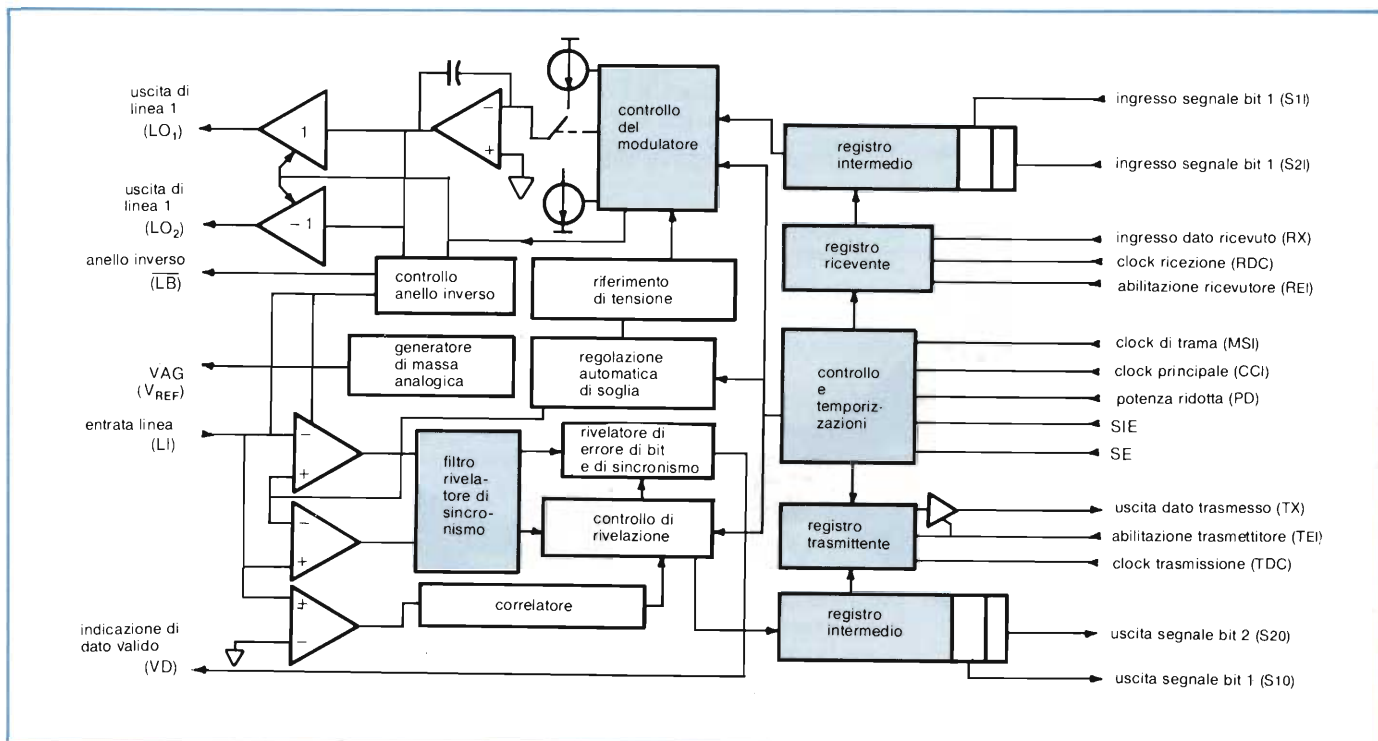 uscita di
linea 1
(LO1)
uscita di
linea 1
(LO2)
anello inverso
(L̅B̅)
VAG
(VREF)
entrata linea
(LI)
indicazione di
dato valido
(VD)
1
− 1
−
+
controllo
anello inverso
generatore
di massa
analogica
−
+
−
+
+
−
filtro
rivela-
tore di
sincro-
nismo
correlatore
controllo
del
modulatore
riferimento
di tensione
regolazione
automatica
di soglia
rivelatore di
errore di bit
e di sincronismo
controllo di
rivelazione
registro
intermedio
registro
ricevente
controllo
e
temporiz-
zazioni
registro
trasmittente
registro
intermedio
ingresso segnale bit 1 (S1I)
ingresso segnale bit 1 (S2I)
ingresso dato ricevuto (RX)
clock ricezione (RDC)
abilitazione ricevutore (REI)
clock di trama (MSI)
clock principale (CCI)
potenza ridotta (PD)
SIE
SE
uscita dato trasmesso (TX)
abilitazione trasmettitore (TEI)
clock trasmissione (TDC)
uscita segnale bit 2 (S20)
uscita segnale bit 1 (S10)